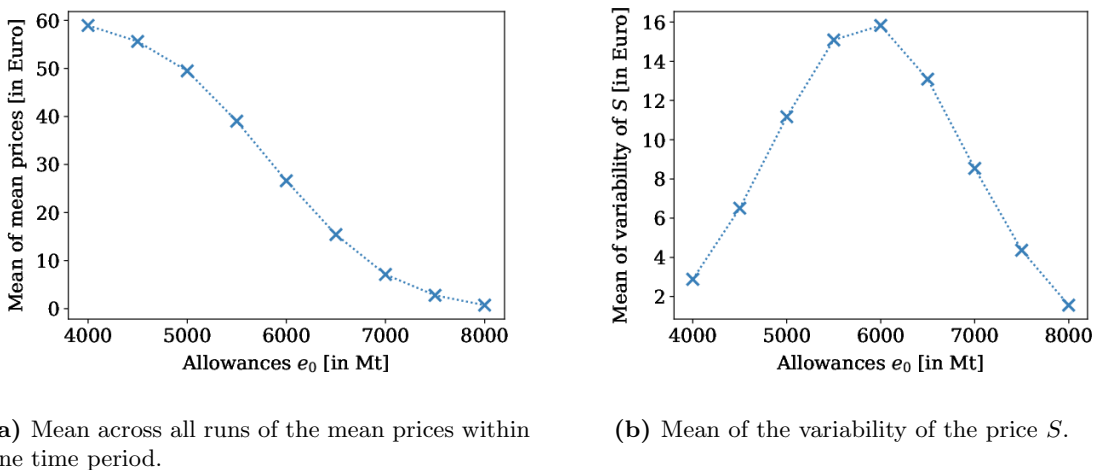 Mean of mean prices [in Euro]
60
50
40
30
20
10
0
4000 5000 6000 7000 8000
Allowances e₀ [in Mt]
Mean of variability of S [in Euro]
16
14
12
10
8
6
4
2
4000 5000 6000 7000 8000
Allowances e₀ [in Mt]
a) Mean across all runs of the mean prices within
ne time period.
(b) Mean of the variability of the price S.